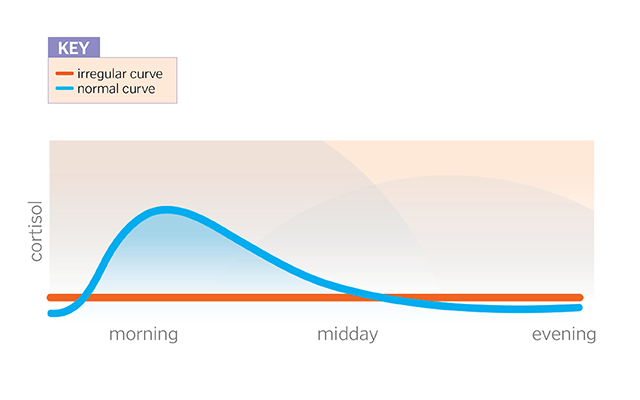 KEY
irregular curve
normal curve
cortisol
morning
midday
evening